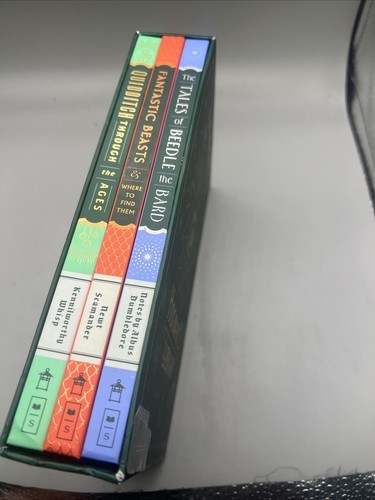 QUIDDITCH THROUGH the AGES
Kennilworthy
Whisp
S
FANTASTIC BEASTS &
WHERE
TO FIND
THEM
Newt
Scamander
S
The TALES of BEEDLE the BARD
Notes by Albus
Dumbledore
S